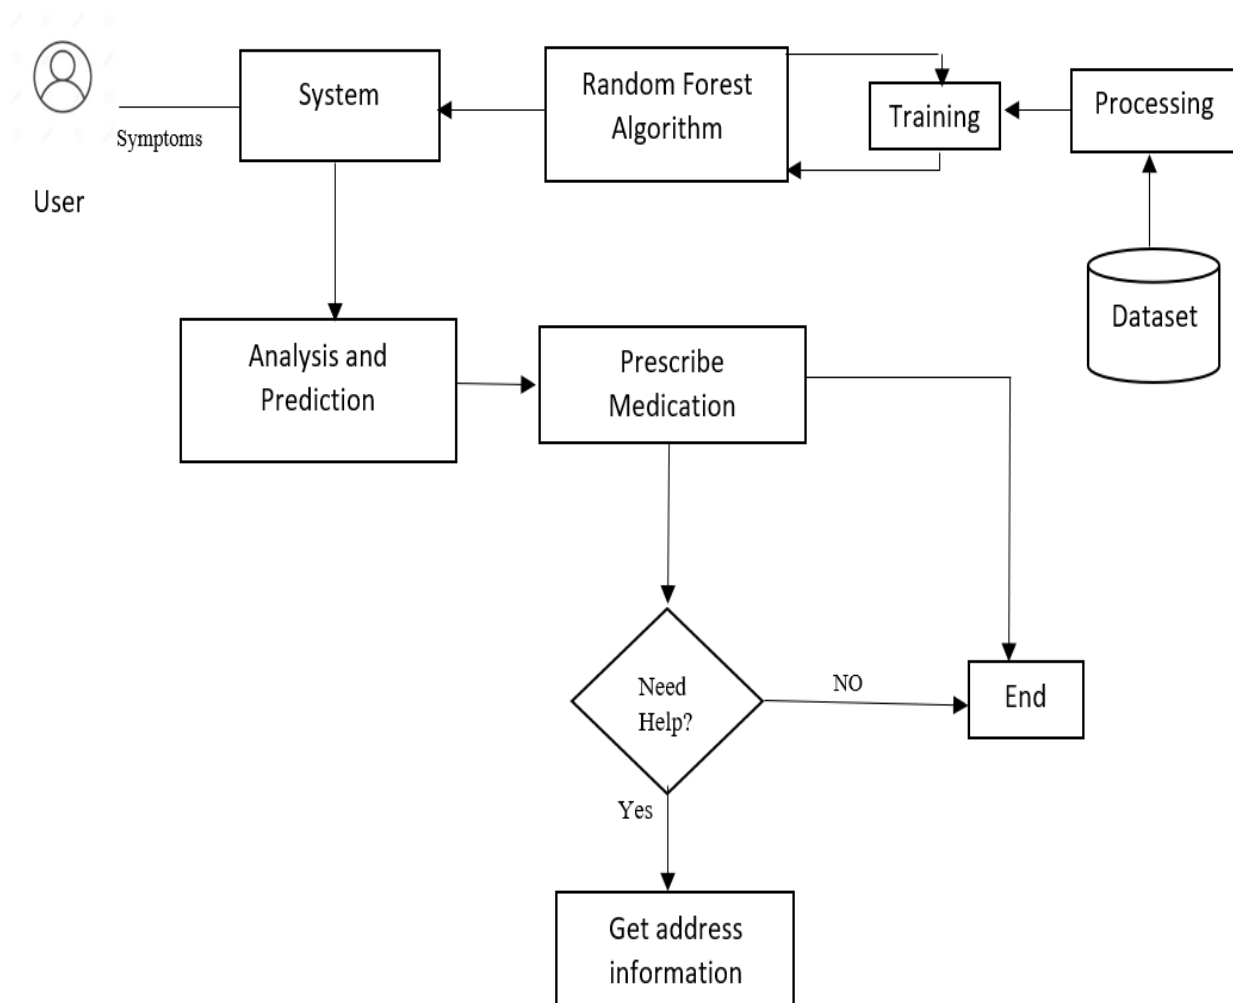 System
Random Forest
Algorithm
Training
Processing
Symptoms
User
Dataset
Analysis and
Prediction
Prescribe
Medication
Need
Help?
NO
End
Yes
Get address
information